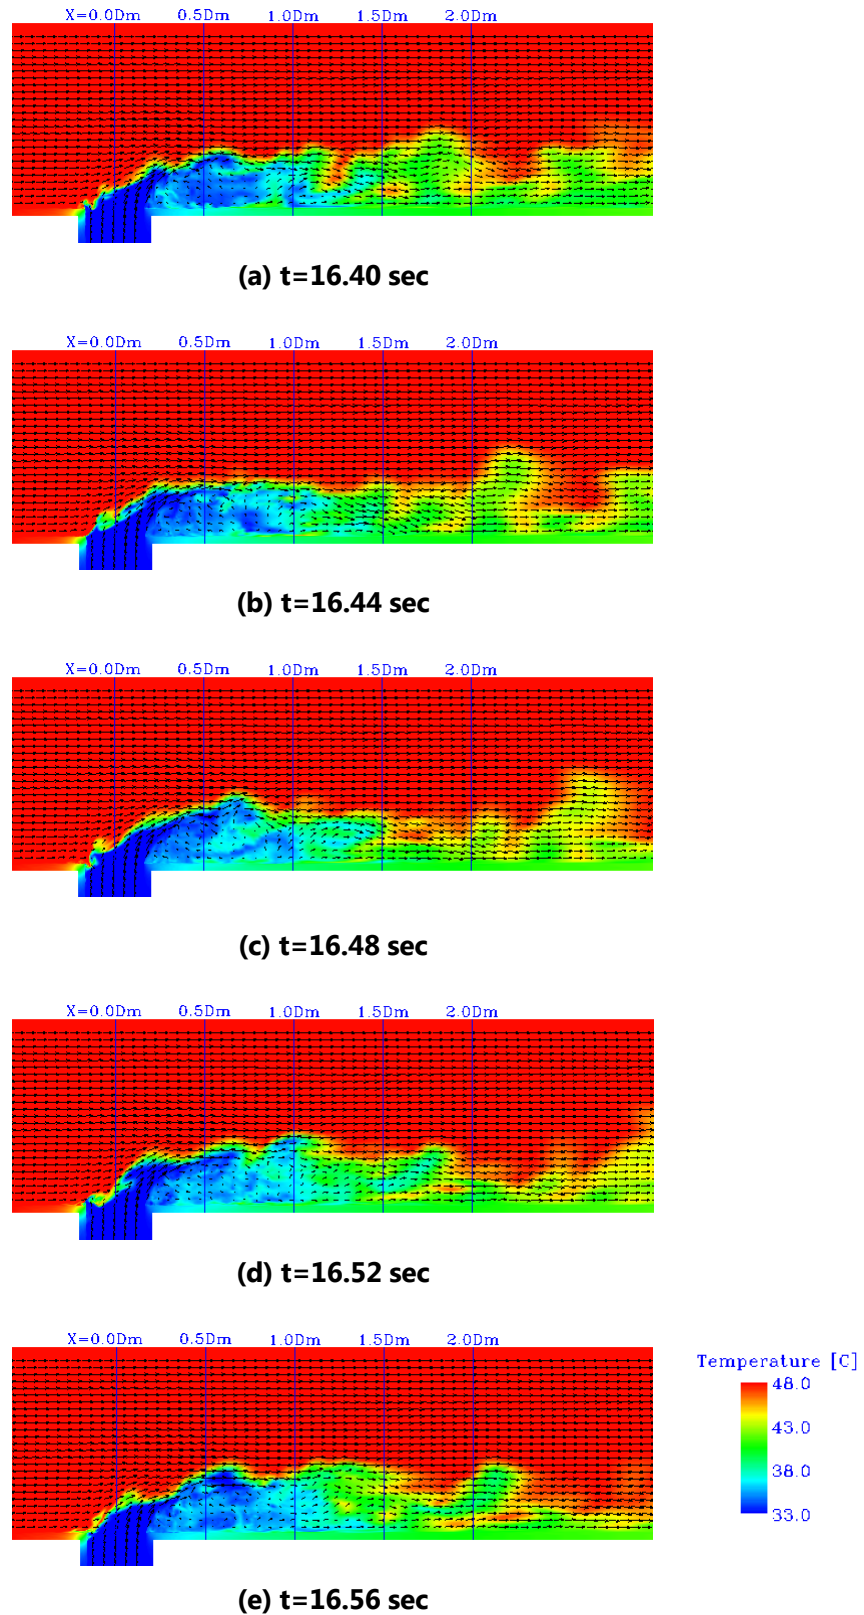 X=0.0Dm 0.5Dm 1.0Dm 1.5Dm 2.0Dm
(a) t=16.40 sec
X=0.0Dm 0.5Dm 1.0Dm 1.5Dm 2.0Dm
(b) t=16.44 sec
X=0.0Dm 0.5Dm 1.0Dm 1.5Dm 2.0Dm
(c) t=16.48 sec
X=0.0Dm 0.5Dm 1.0Dm 1.5Dm 2.0Dm
(d) t=16.52 sec
X=0.0Dm 0.5Dm 1.0Dm 1.5Dm 2.0Dm
Temperature [C]
48.0
43.0
38.0
33.0
(e) t=16.56 sec